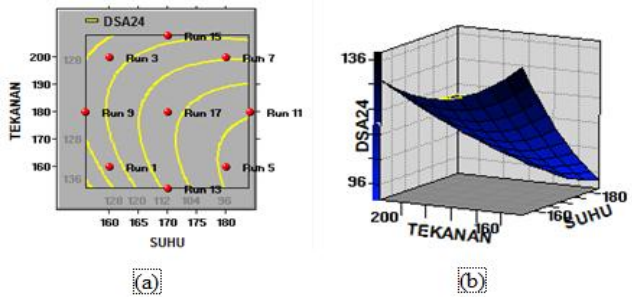 DSA24
Run 15
200
128
Run 3
Run 7
190
TEKANAN
180
Run 9
Run 17
Run 11
170
128
160
Run 1
Run 5
136
Run 13
120 120 112 104 96
160 165 170 175 180
SUHU
(a)
136
DSA24
96
200
TEKANAN
160
160
180
SUHU
(b)